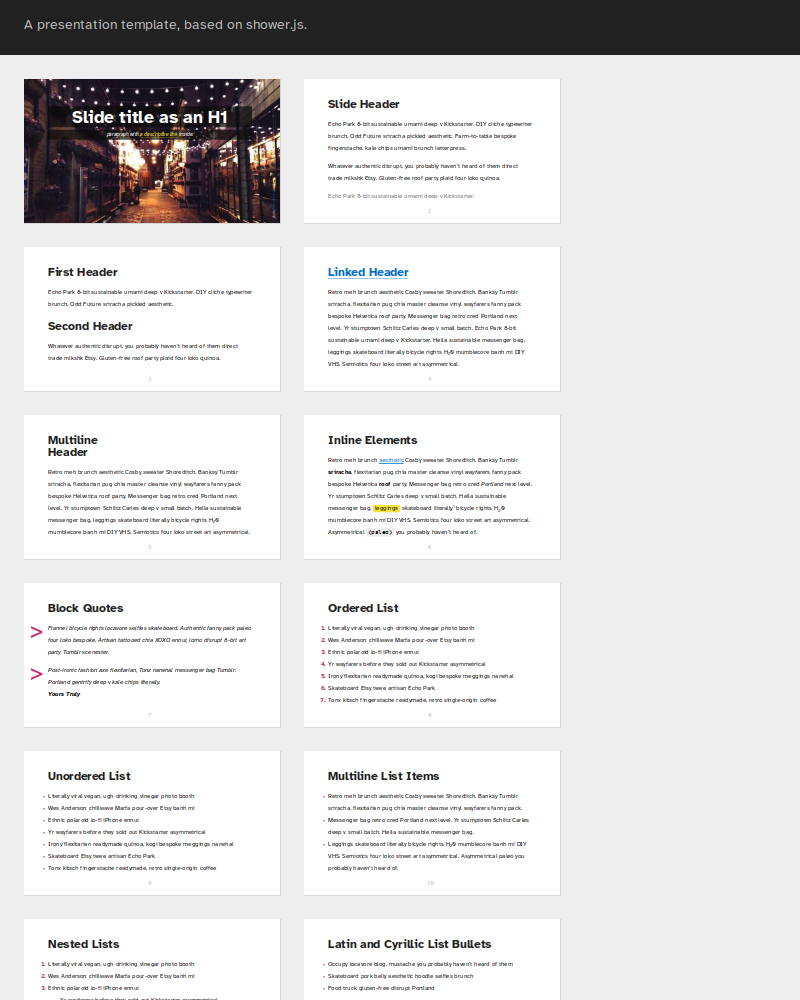 A presentation template, based on shower.js.
Slide title as an H1
paragraph with a describing link inside
Slide Header
Echo Park 8-bit sustainable umami deep v Kickstarter. DIY cliche typewriter
brunch. Odd Future sriracha pickled aesthetic. Farm-to-table bespoke
fingerstache, kale chips umami brunch letterpress.
Whatever authentic disrupt, you probably haven't heard of them direct
trade mlkshk Etsy. Gluten-free roof party plaid four loko quinoa.
Echo Park 8-bit sustainable umami deep v Kickstarter.
2
First Header
Echo Park 8-bit sustainable umami deep v Kickstarter. DIY cliche typewriter
brunch. Odd Future sriracha pickled aesthetic.
Second Header
Whatever authentic disrupt, you probably haven't heard of them direct
trade mlkshk Etsy. Gluten-free roof party plaid four loko quinoa.
3
Linked Header
Retro meh brunch aesthetic Cosby sweater Shoreditch. Banksy Tumblr
sriracha, flexitarian pug chia master cleanse vinyl wayfarers fanny pack
bespoke Helvetica roof party. Messenger bag retro cred Portland next
level. Yr stumptown Schlitz Carles deep v small batch. Echo Park 8-bit
sustainable umami deep v Kickstarter. Hella sustainable messenger bag,
leggings skateboard literally bicycle rights H₂0 mumblecore banh mi DIY
VHS. Semiotics four loko street art asymmetrical.
4
Multiline
Header
Retro meh brunch aesthetic Cosby sweater Shoreditch. Banksy Tumblr
sriracha, flexitarian pug chia master cleanse vinyl wayfarers fanny pack
bespoke Helvetica roof party. Messenger bag retro cred Portland next
level. Yr stumptown Schlitz Carles deep v small batch. Hella sustainable
messenger bag, leggings skateboard literally bicycle rights H₂0
mumblecore banh mi DIY VHS. Semiotics four loko street art asymmetrical.
5
Inline Elements
Retro meh brunch aesthetic Cosby sweater Shoreditch. Banksy Tumblr
sriracha, flexitarian pug chia master cleanse vinyl wayfarers fanny pack
bespoke Helvetica roof party. Messenger bag retro cred Portland next level.
Yr stumptown Schlitz Carles deep v small batch. Hella sustainable
messenger bag, leggings skateboard literally¹ bicycle rights H₂0
mumblecore banh mi DIY VHS. Semiotics four loko street art asymmetrical.
Asymmetrical <paleo> you probably haven't heard of.
6
Block Quotes
> Flannel bicycle rights locavore selfies skateboard. Authentic fanny pack paleo
four loko bespoke. Artisan tattooed chia XOXO ennui, lomo disrupt 8-bit art
party Tumblr scenester.
> Post-ironic fashion axe flexitarian, Tonx narwhal messenger bag Tumblr.
Portland gentrify deep v kale chips literally.
Yours Truly
7
Ordered List
1. Literally viral vegan, ugh drinking vinegar photo booth
2. Wes Anderson chillwave Marfa pour-over Etsy banh mi
3. Ethnic polaroid lo-fi iPhone ennui
4. Yr wayfarers before they sold out Kickstarter asymmetrical
5. Irony flexitarian readymade quinoa, kogi bespoke meggings narwhal
6. Skateboard Etsy twee artisan Echo Park
7. Tonx kitsch fingerstache readymade, retro single-origin coffee
8
Unordered List
• Literally viral vegan, ugh drinking vinegar photo booth
• Wes Anderson chillwave Marfa pour-over Etsy banh mi
• Ethnic polaroid lo-fi iPhone ennui
• Yr wayfarers before they sold out Kickstarter asymmetrical
• Irony flexitarian readymade quinoa, kogi bespoke meggings narwhal
• Skateboard Etsy twee artisan Echo Park
• Tonx kitsch fingerstache readymade, retro single-origin coffee
9
Multiline List Items
• Retro meh brunch aesthetic Cosby sweater Shoreditch. Banksy Tumblr
sriracha, flexitarian pug chia master cleanse vinyl wayfarers fanny pack.
• Messenger bag retro cred Portland next level. Yr stumptown Schlitz Carles
deep v small batch. Hella sustainable messenger bag.
• Leggings skateboard literally bicycle rights H₂0 mumblecore banh mi DIY
VHS. Semiotics four loko street art asymmetrical. Asymmetrical paleo you
probably haven't heard of.
10
Nested Lists
1. Literally viral vegan, ugh drinking vinegar photo booth
2. Wes Anderson chillwave Marfa pour-over Etsy banh mi
3. Ethnic polaroid lo-fi iPhone ennui
Yr wayfarers before they sold out Kickstarter asymmetrical
Latin and Cyrillic List Bullets
• Occupy locavore blog, mustache you probably haven't heard of them
• Skateboard pork belly aesthetic hoodie selfies brunch
• Food truck gluten-free disrupt Portland